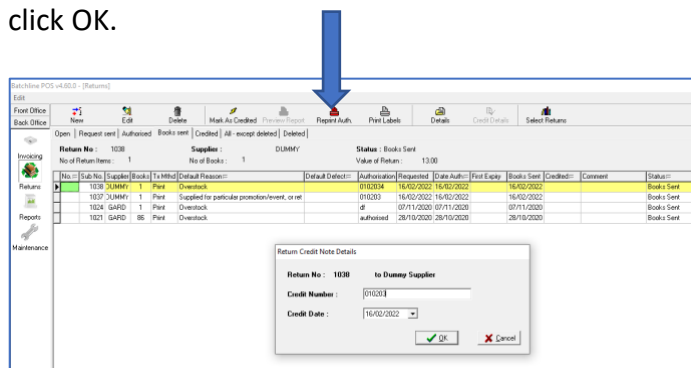 click OK.
Batchline POS v4.60.0 - [Returns]
Edit
Front Office
Back Office
New Edit Delete Mark As Credited Preview Report Reprint Auth. Print Labels Details Credit Details Select Returns
Open Request sent Authorised Books sent Credited All - except deleted Deleted
Invoicing
Returns
Reports
Maintenance
Return No : 1038 Supplier : DUMMY Status : Books Sent
No of Return Items : 1 No of Books : 1 Value of Return : 13:00
No. Sub No. Supplier Books Tx Mthd Default Reason Default Defect Authorisation Requested Date Auth First Expiry Books Sent Credited Comment Status
1038 DUMMY 1 Print Overstock 0102034 16/02/2022 16/02/2022 16/02/2022 Books Sent
1037 DUMMY 1 Print Supplied for particular promotion/event, or ret 010203 16/02/2022 16/02/2022 16/02/2022 Books Sent
1024 GARD 1 Print Overstock df 07/11/2020 07/11/2020 07/11/2020 Books Sent
1021 GARD 86 Print Overstock authorised 28/10/2020 28/10/2020 28/10/2020 Books Sent
Return Credit Note Details
Return No : 1038 to Dummy Supplier
Credit Number : 010203
Credit Date : 16/02/2022
OK Cancel